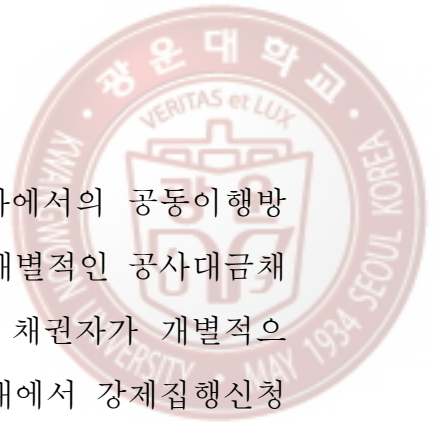 광운대학교
VERITAS et LUX
KWANGWOON UNIVERSITY • MAY 1934 SEOUL KOREA
에서의 공동이행방
개별적인 공사대금채
채권자가 개별적으
에서 강제집행신청